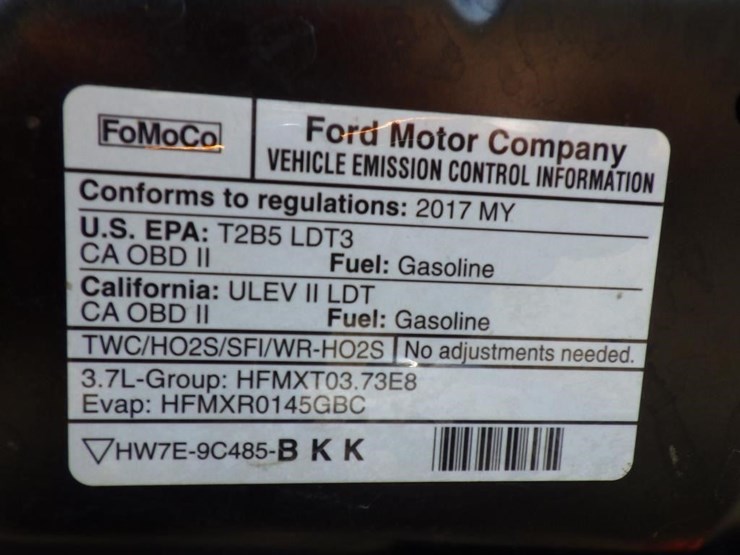 FoMoCo
Ford Motor Company
VEHICLE EMISSION CONTROL INFORMATION
Conforms to regulations: 2017 MY
U.S. EPA: T2B5 LDT3
CA OBD II Fuel: Gasoline
California: ULEV II LDT
CA OBD II Fuel: Gasoline
TWC/HO2S/SFI/WR-HO2S No adjustments needed.
3.7L-Group: HFMXT03.73E8
Evap: HFMXR0145GBC
HW7E-9C485-B K K